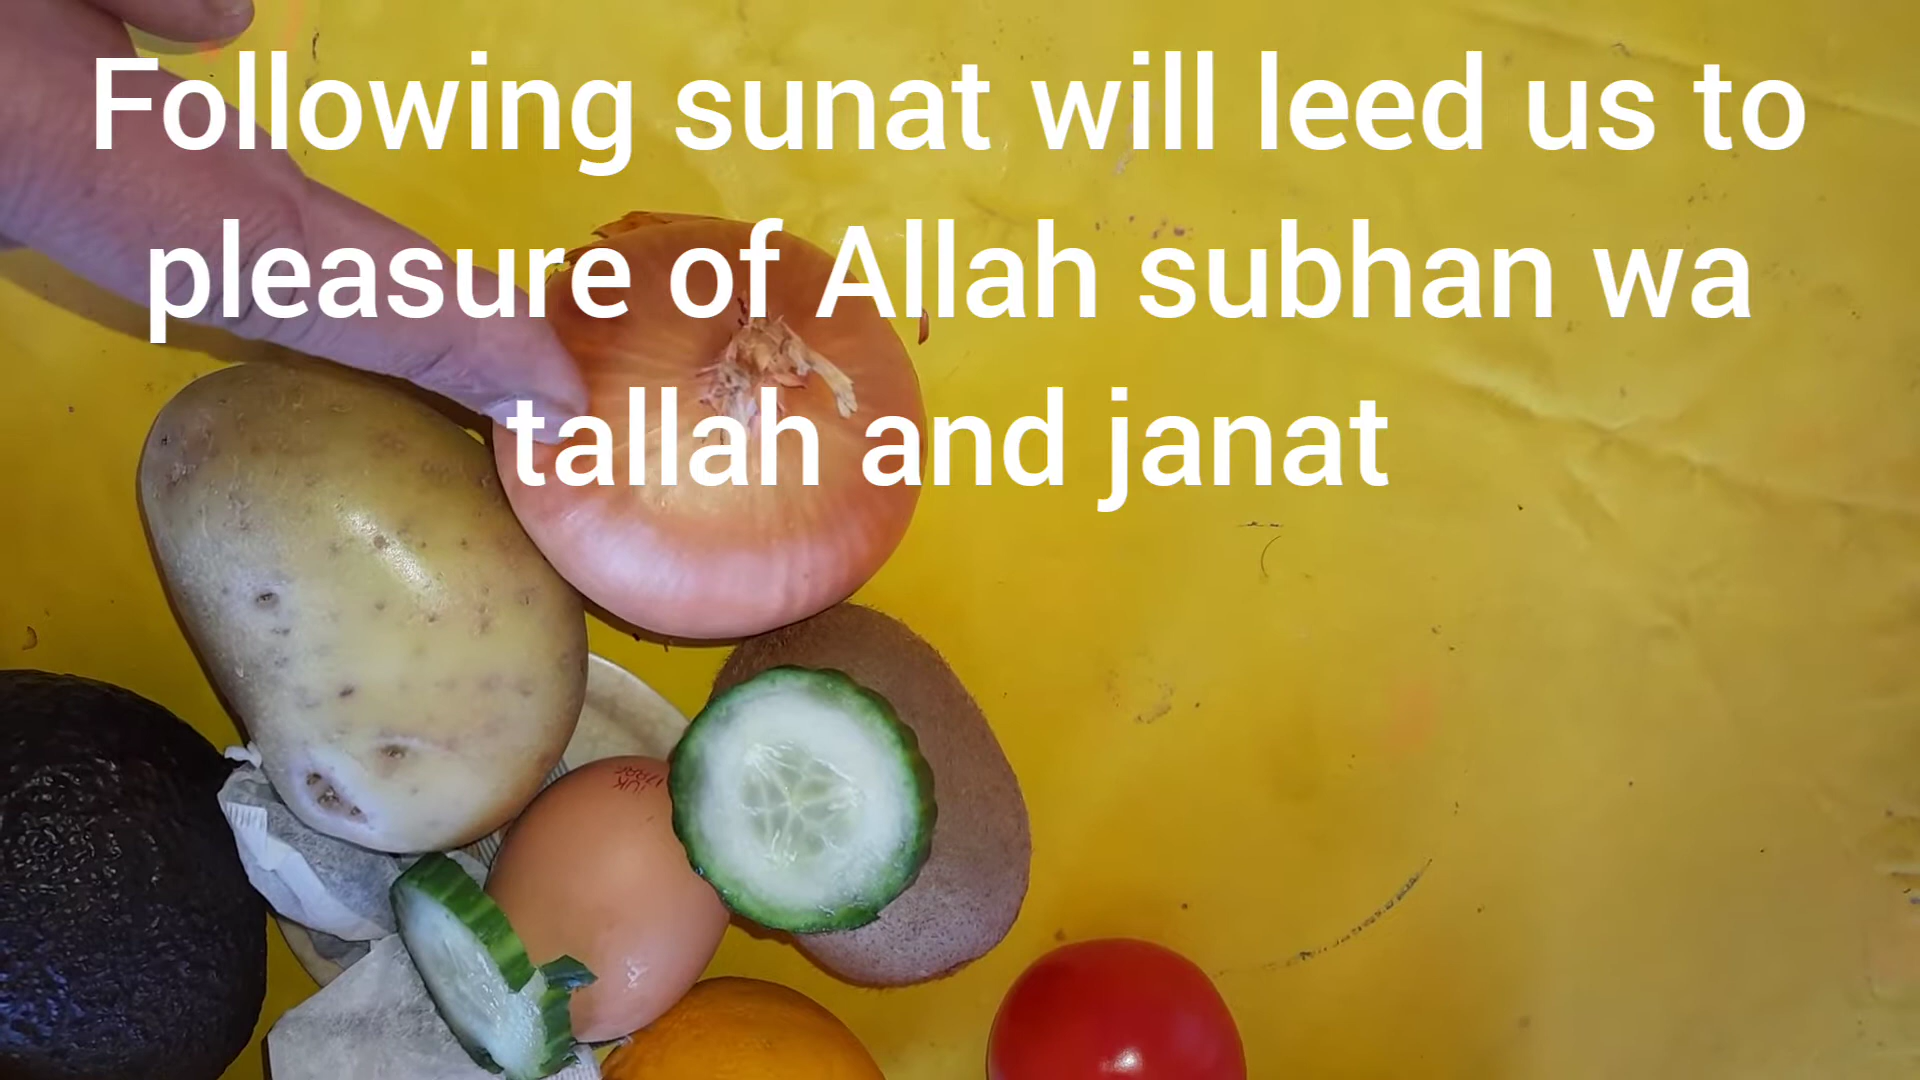 Following sunat will leed us to
pleasure of Allah subhan wa
tallah and janat